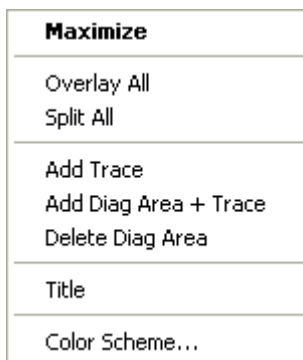 Maximize
Overlay All
Split All
Add Trace
Add Diag Area + Trace
Delete Diag Area
Title
Color Scheme...